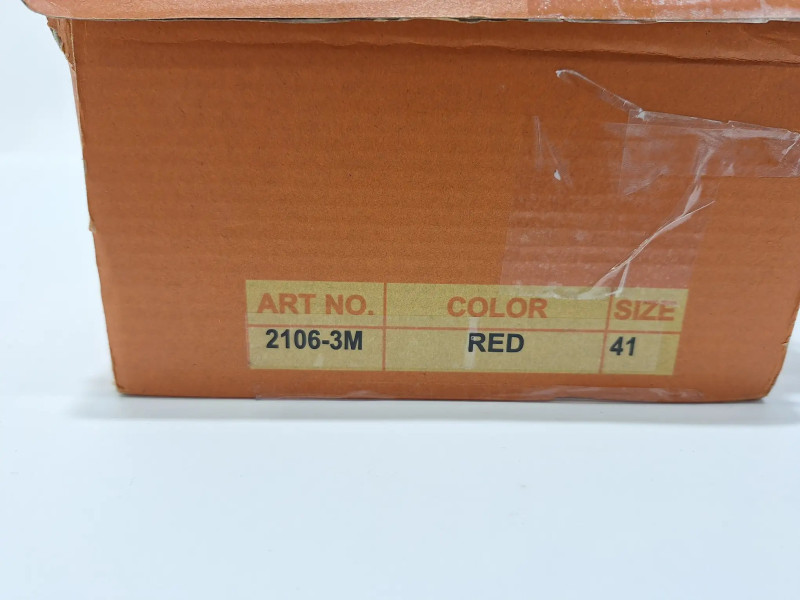 ART NO. COLOR SIZE
2106-3M RED 41